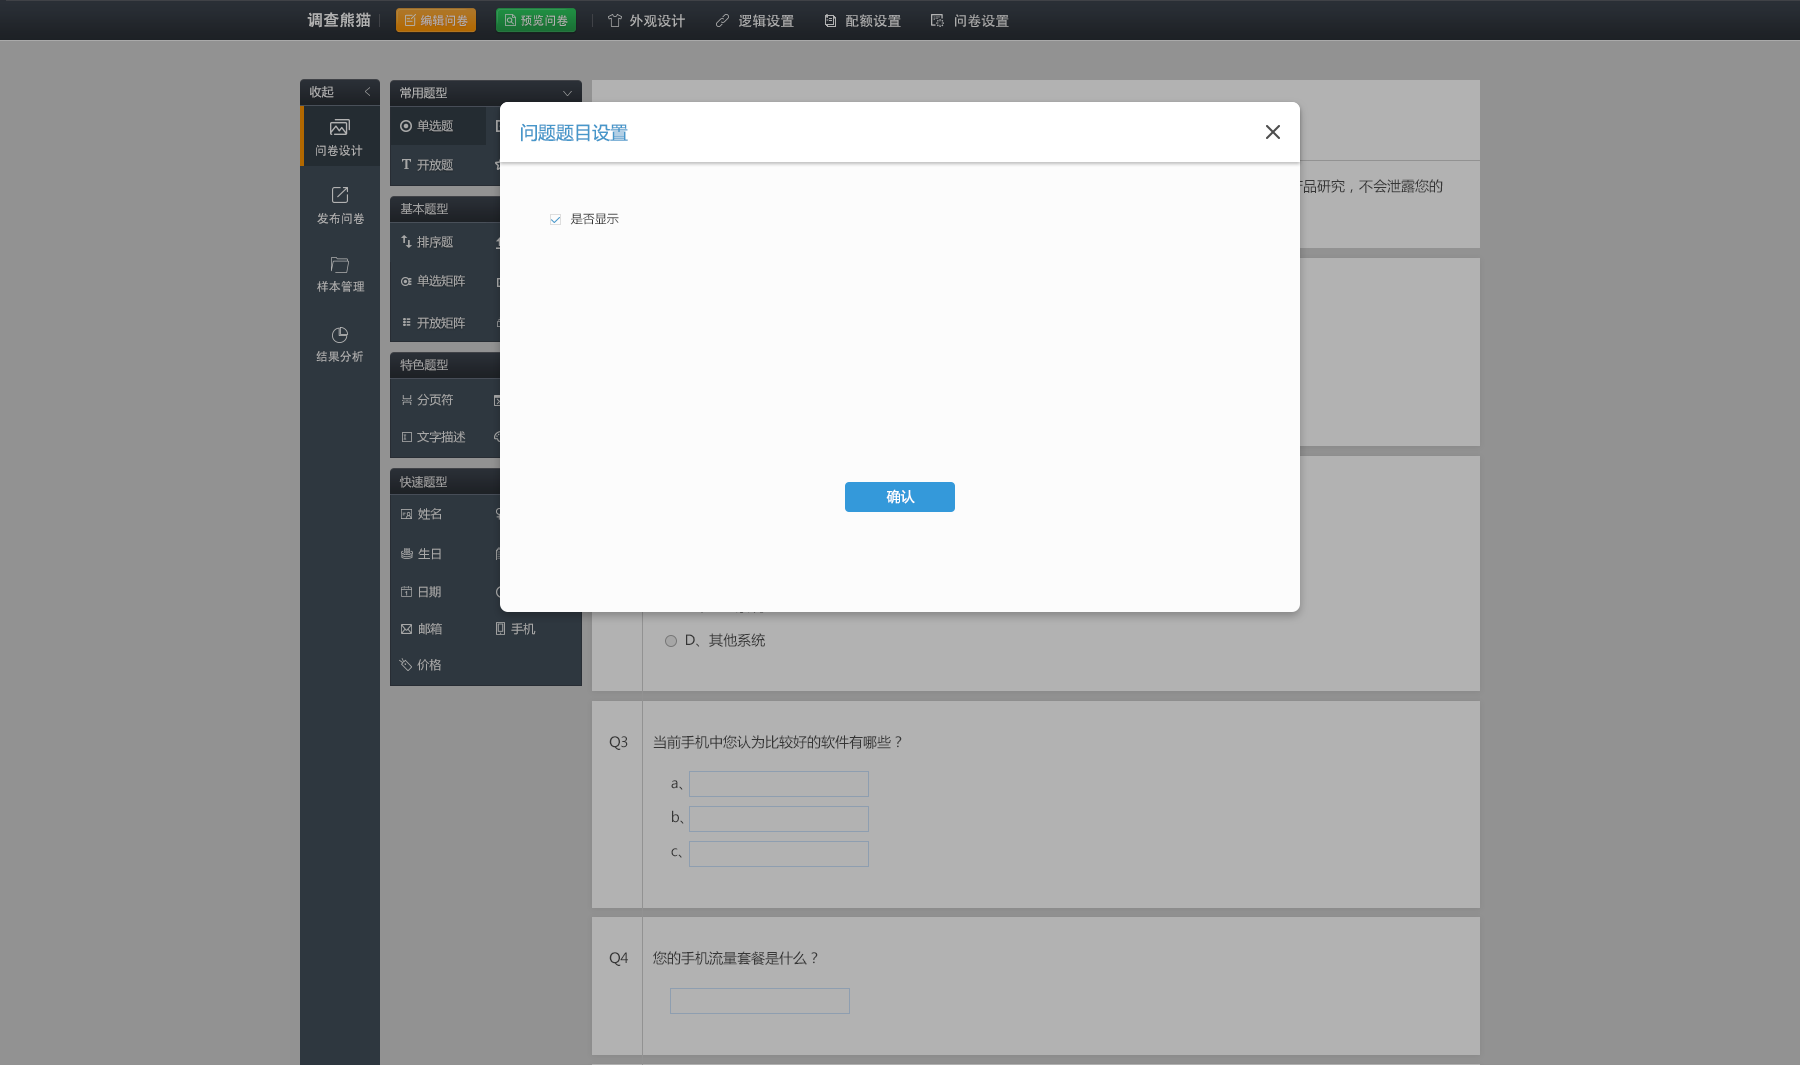 调查熊猫 编辑问卷 预览问卷 外观设计 逻辑设置 配额设置 问卷设置
收起
问卷设计
发布问卷
样本管理
结果分析
常用题型
单选题
开放题
基本题型
排序题
单选矩阵
开放矩阵
特色题型
分页符
文字描述
快速题型
姓名
生日
日期
邮箱 手机
价格
问题题目设置
是否显示
确认
品研究，不会泄露您的
D、其他系统
Q3 当前手机中您认为比较好的软件有哪些？
a、
b、
c、
Q4 您的手机流量套餐是什么？